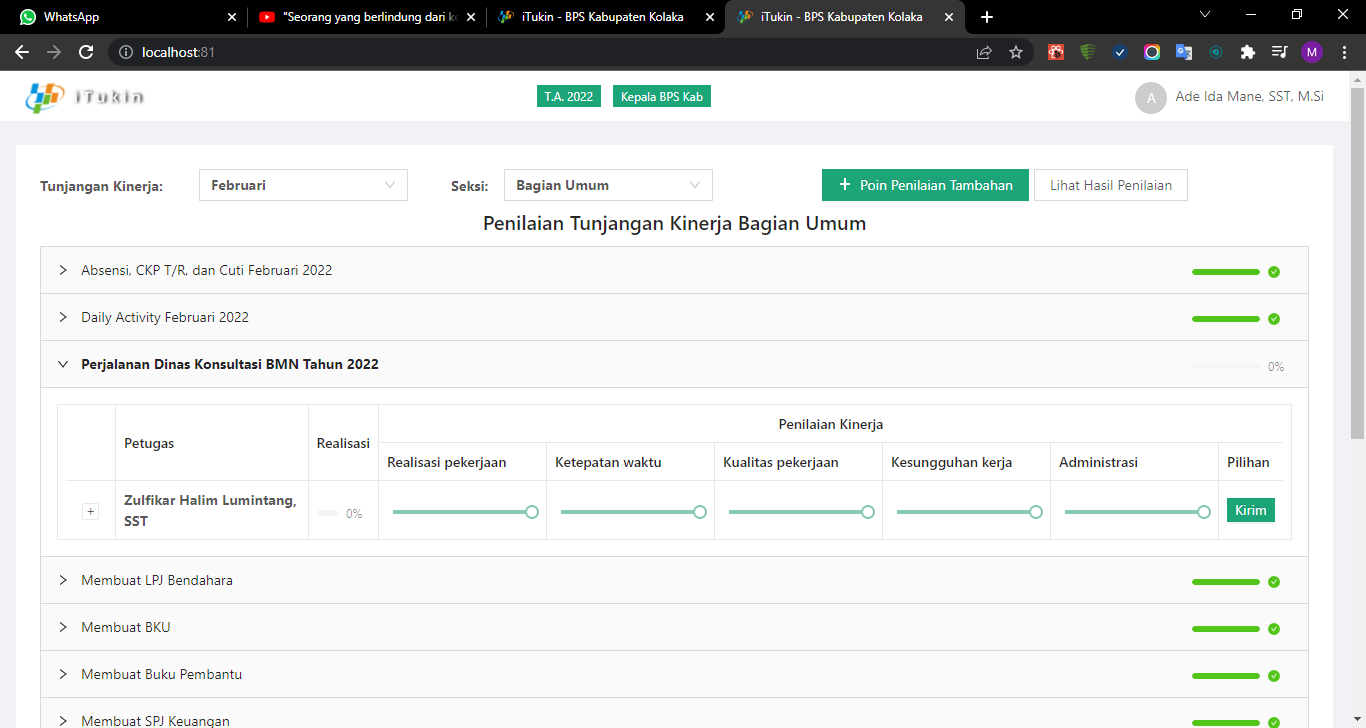 WhatsApp
"Seorang yang berlindung dari k
iTukin - BPS Kabupaten Kolaka
iTukin - BPS Kabupaten Kolaka
localhost:81
M
iTukin
T.A. 2022
Kepala BPS Kab
A
Ade Ida Mane, SST, M.Si
Tunjangan Kinerja:
Februari
Seksi:
Bagian Umum
+ Poin Penilaian Tambahan
Lihat Hasil Penilaian
Penilaian Tunjangan Kinerja Bagian Umum
Absensi, CKP T/R, dan Cuti Februari 2022
Daily Activity Februari 2022
Perjalanan Dinas Konsultasi BMN Tahun 2022
0%
Petugas
Realisasi
Penilaian Kinerja
Realisasi pekerjaan
Ketepatan waktu
Kualitas pekerjaan
Kesungguhan kerja
Administrasi
Pilihan
Zulfikar Halim Lumintang,
SST
0%
Kirim
Membuat LPJ Bendahara
Membuat BKU
Membuat Buku Pembantu
Membuat SPJ Keuangan